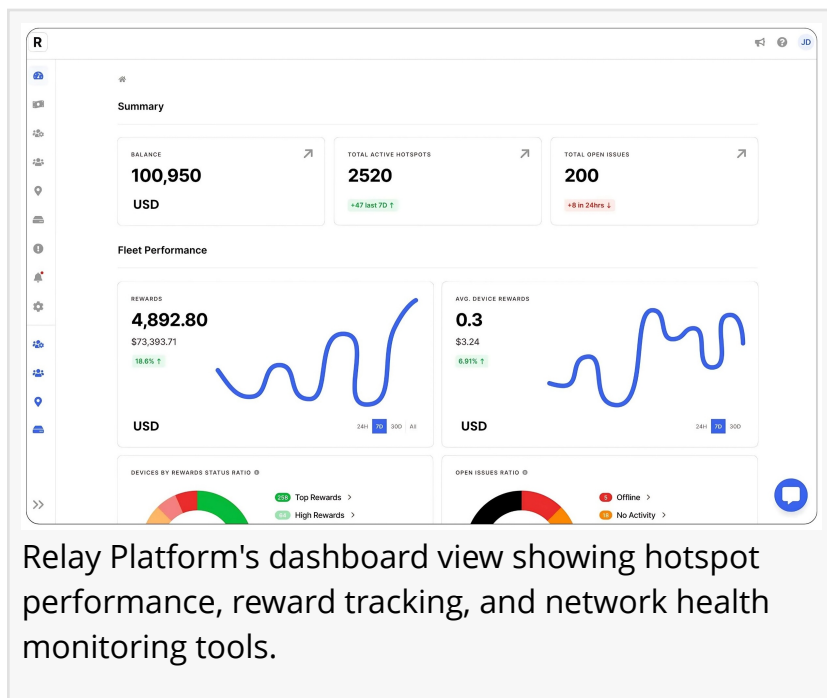 R
JD
Summary
BALANCE
100,950
USD
TOTAL ACTIVE HOTSPOTS
2520
+47 last 7D ↑
TOTAL OPEN ISSUES
200
+8 in 24hrs ↓
Fleet Performance
REWARDS
4,892.80
$73,393.71
18.6% ↑
USD
24H 7D 30D All
AVG. DEVICE REWARDS
0.3
$3.24
6.91% ↑
USD
24H 7D 30D
DEVICES BY REWARDS STATUS RATIO
258 Top Rewards >
High Rewards >
OPEN ISSUES RATIO
5 Offline >
No Activity >
Relay Platform's dashboard view showing hotspot
performance, reward tracking, and network health
monitoring tools.